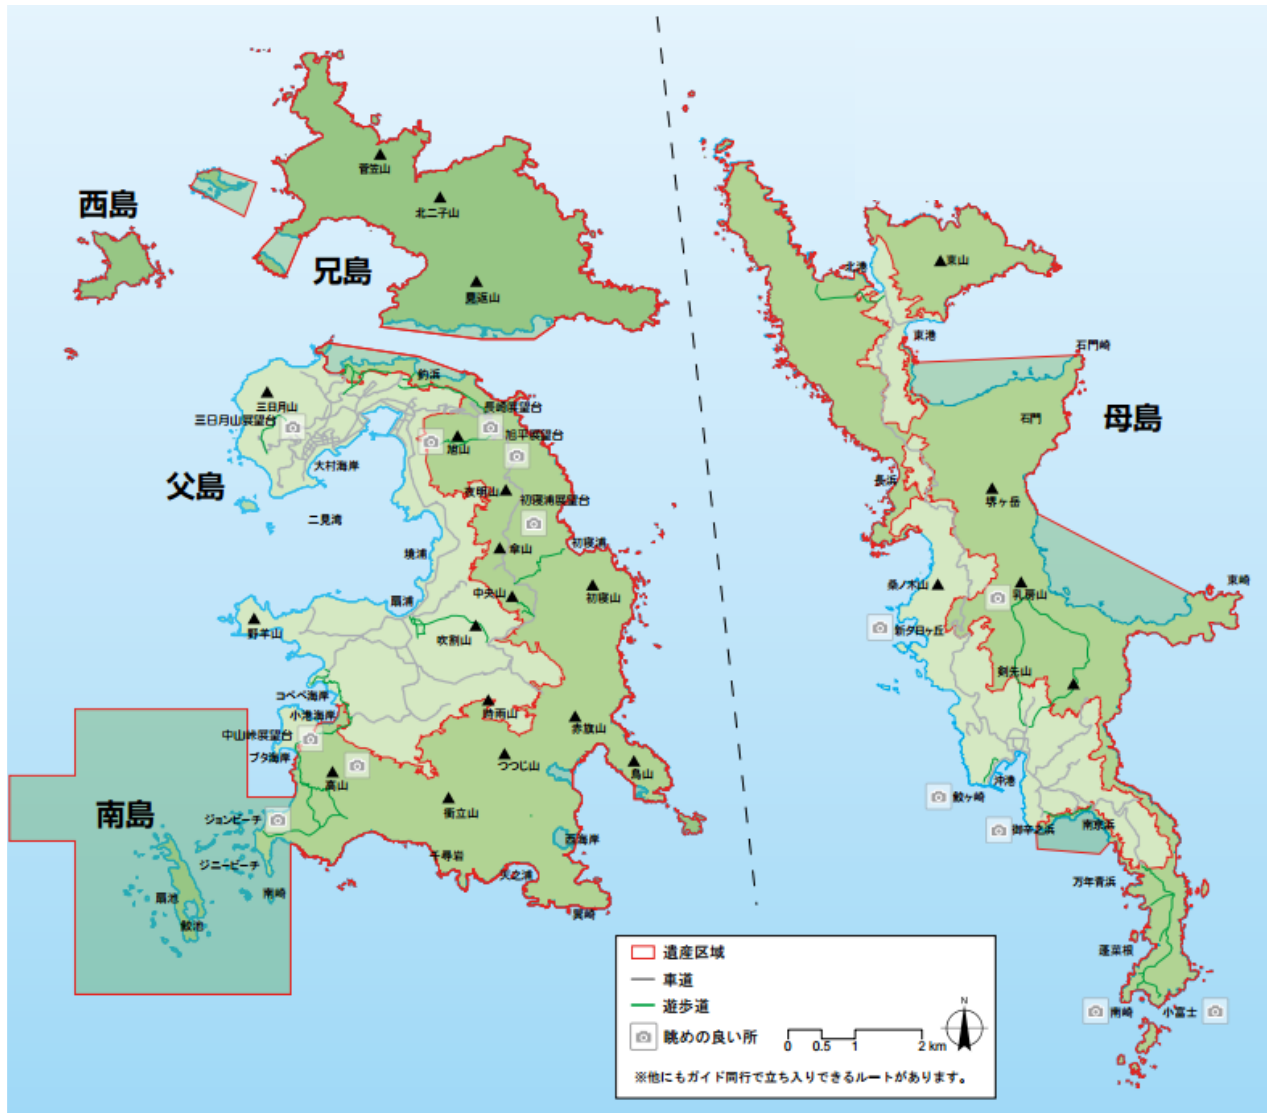 菅笠山
北二子山
西島
兄島
見返山
釣浜
三日月山
三日月山展望台
長崎展望台
旭山
旭平展望台
大村海岸
父島
夜明山
初寝浦展望台
二見湾
境浦
傘山
初寝浦
扇浦
中央山
初寝山
野羊山
吹割山
コペペ海岸
小港海岸
時雨山
中山峠展望台
赤旗山
ブタ海岸
つつじ山
鳥山
高山
衝立山
南島
ジョンビーチ
西海岸
千尋岩
ジニービーチ
南崎
扇池
鮫池
巽崎
北港
東山
東港
石門崎
石門
母島
長浜
堺ヶ岳
桑ノ木山
乳房山
東崎
新夕日ヶ丘
剣先山
沖港
鮫ヶ崎
御幸之浜
南京浜
万年青浜
蓬莱根
南崎
小富士
遺産区域
車道
遊歩道
眺めの良い所
0 0.5 1 2 km
N
※他にもガイド同行で立ち入りできるルートがあります。